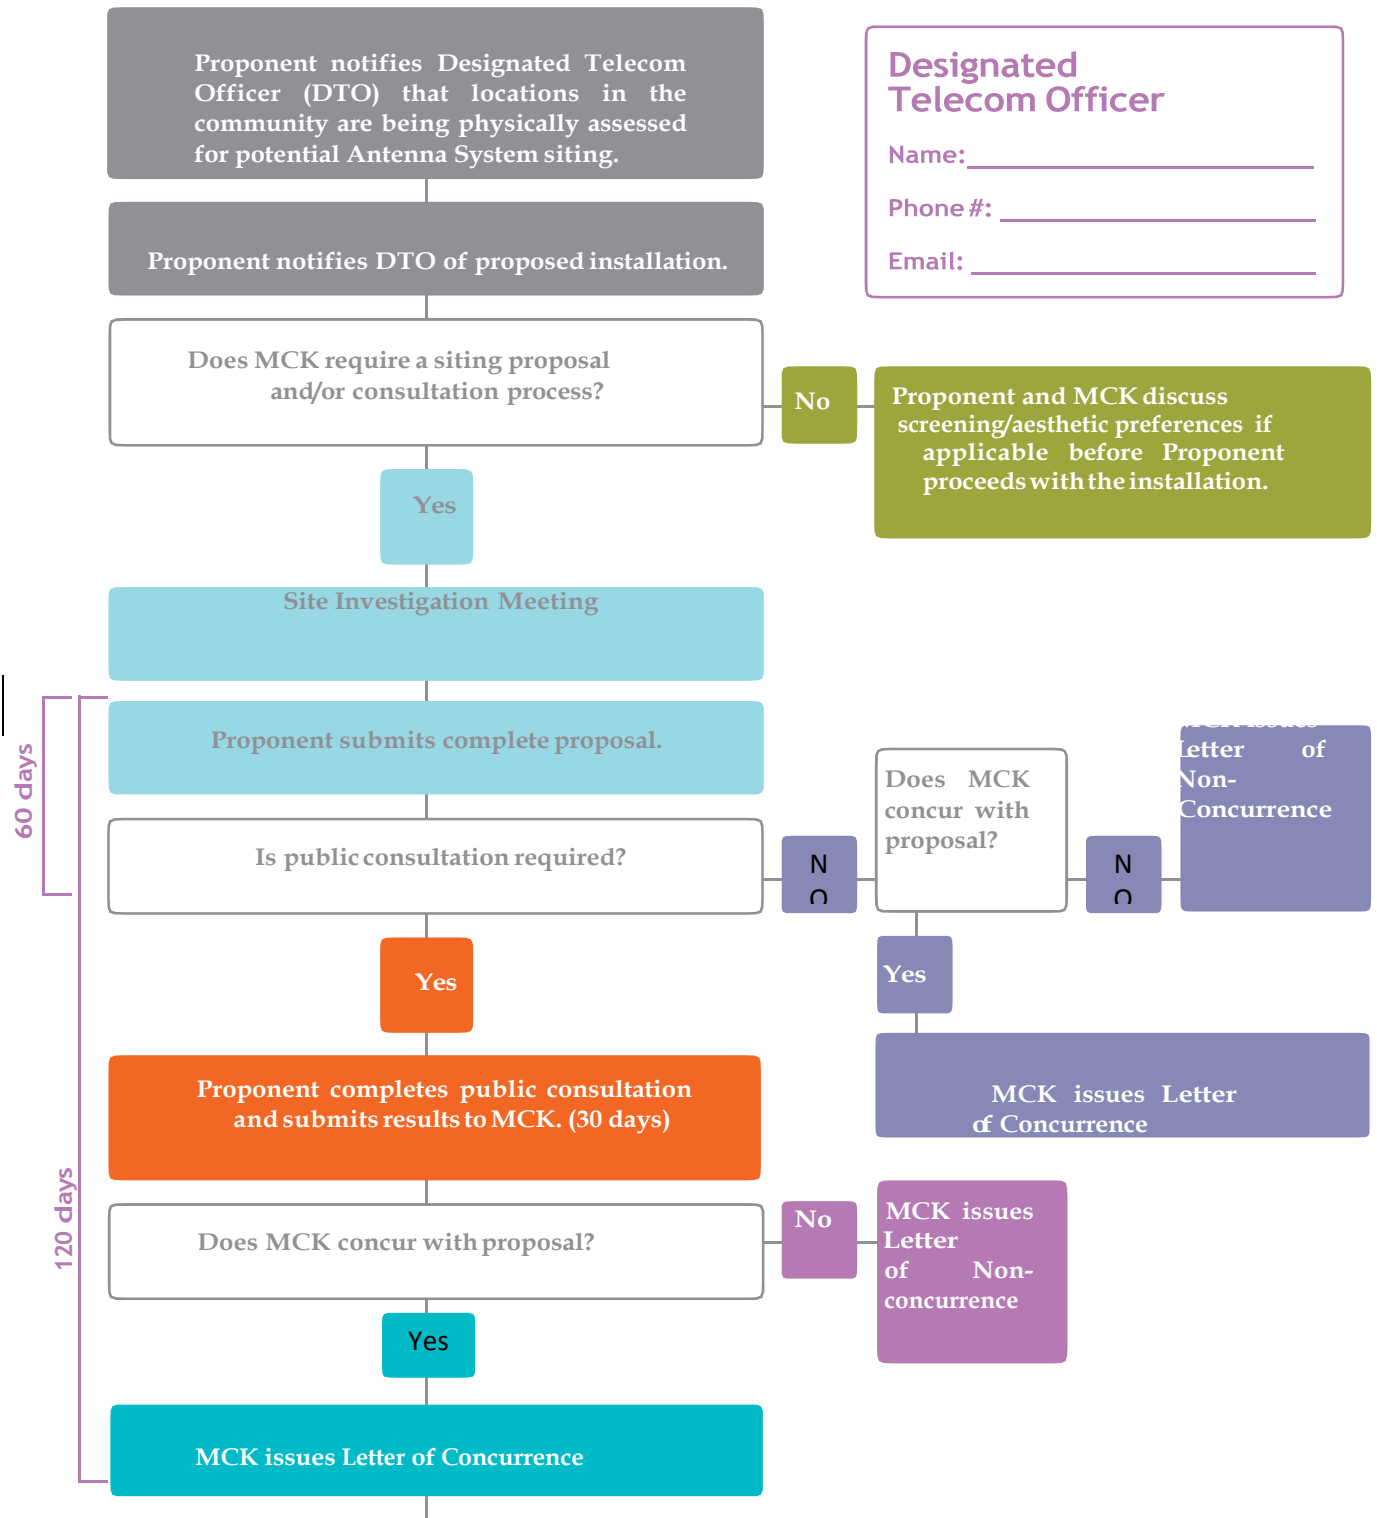 Proponent notifies Designated Telecom
Officer (DTO) that locations in the
community are being physically assessed
for potential Antenna System siting.
Designated
Telecom Officer
Name:
Phone #:
Email:
Proponent notifies DTO of proposed installation.
Does MCK require a siting proposal
and/or consultation process?
No
Proponent and MCK discuss
screening/aesthetic preferences if
applicable before Proponent
proceeds with the installation.
Yes
Site Investigation Meeting
60 days
Proponent submits complete proposal.
Is public consultation required?
N
O
Does MCK
concur with
proposal?
N
O
MCK issues
Letter of
Non-
Concurrence
Yes
Yes
MCK issues Letter
of Concurrence
120 days
Proponent completes public consultation
and submits results to MCK. (30 days)
Does MCK concur with proposal?
No
MCK issues
Letter
of Non-
concurrence
Yes
MCK issues Letter of Concurrence